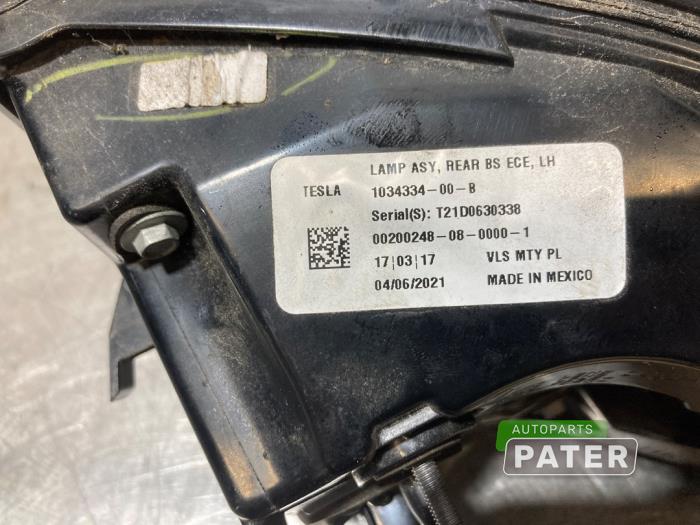 LAMP ASY, REAR BS ECE, LH
TESLA 1034334-00-B
Serial(S): T21D0630338
00200248-08-0000-1
17|03|17 VLS MTY PL
04/06/2021 MADE IN MEXICO
AUTOPARTS
PATER